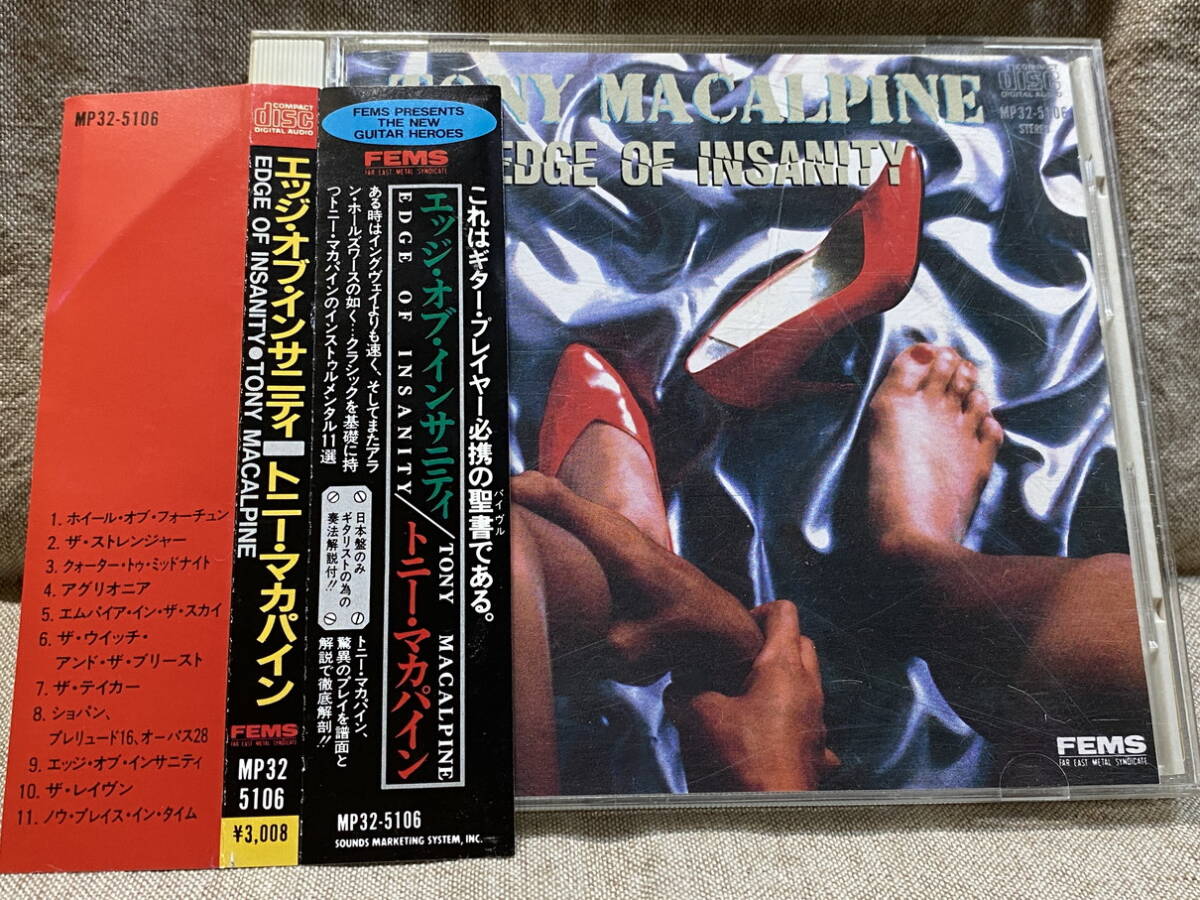 MP32-5106
1. ホイール・オブ・フォーチュン
2. ザ・ストレンジャー
3. クォーター・トゥ・ミッドナイト
4. アグリオニア
5. エムパイア・イン・ザ・スカイ
6. ザ・ウイッチ・
アンド・ザ・プリースト
7. ザ・テイカー
8. ショパン、
プレリュード16、オーパス28
9. エッジ・オブ・インサニティ
10. ザ・レイヴン
11. ノウ・プレイス・イン・タイム
COMPACT
disc
DIGITAL AUDIO
エッジ・オブ・インサニティ トニー・マカパイン
EDGE OF INSANITY●TONY MACALPINE
FEMS
FAR EAST METAL SYNDICATE
MP32
5106
¥3,008
FEMS PRESENTS
THE NEW
GUITAR HEROES
FEMS
FAR EAST METAL SYNDICATE
これはギター・プレイヤー必携の聖書である。
バイヴル
エッジ・オブ・インサニティ/トニー・マカパイン
EDGE OF INSANITY/TONY MACALPINE
ある時はイングヴェイよりも速く、そしてまたアラ
ン・ホールズワースの如く…クラシックを基礎に持
つトニー・マカパインのインストゥルメンタル11選
日本盤のみ
ギタリストの為の
奏法解説付!!
トニー・マカパイン、
驚異のプレイを譜面と
解説で徹底解剖!!
MP32-5106
SOUNDS MARKETING SYSTEM, INC.
TONY MACALPINE
EDGE OF INSANITY
COMPACT
disc
DIGITAL AUDIO
MP32-5106
STEREO
FEMS
FAR EAST METAL SYNDICATE